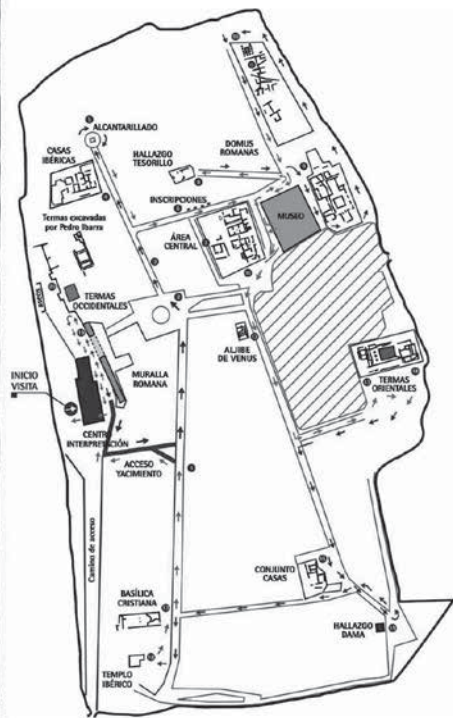 ALCANTARILLADO
CASAS
IBÉRICAS
HALLAZGO
TESORILLO
DOMUS
ROMANAS
INSCRIPCIONES
Termas excavadas
por Pedro Ibarra
ÁREA
CENTRAL
MUSEO
TERMAS
OCCIDENTALES
ALJIBE
DE VENUS
MURALLA
ROMANA
TERMAS
ORIENTALES
INICIO
VISITA
CENTRO
INTERPRETACIÓN
ACCESO
YACIMIENTO
Camino de acceso
CONJUNTO
CASAS
BASÍLICA
CRISTIANA
HALLAZGO
DAMA
TEMPLO
IBÉRICO